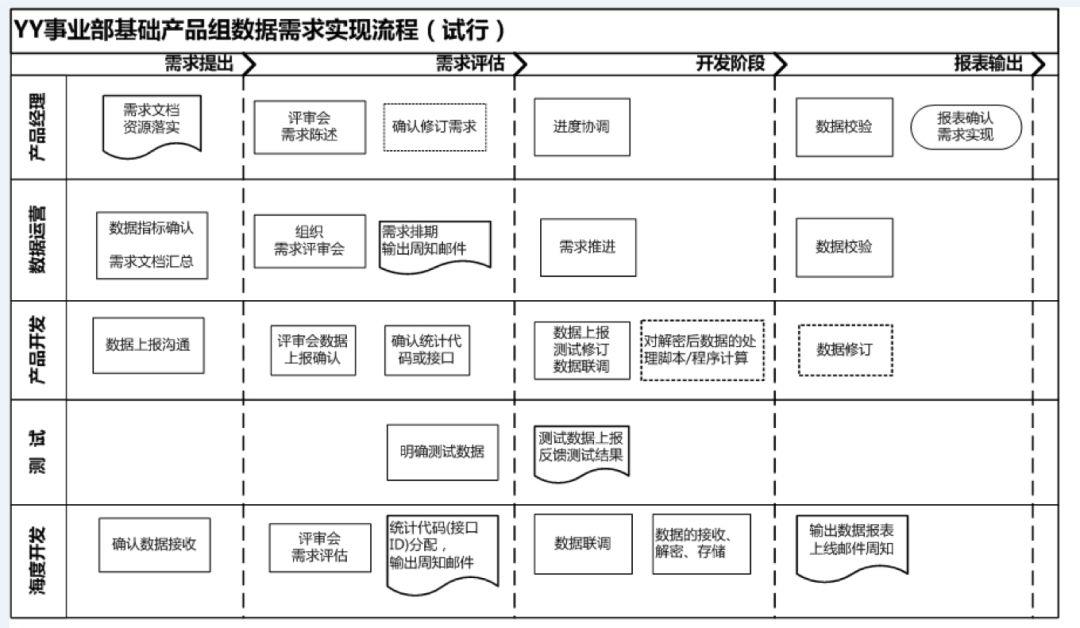 YY事业部基础产品组数据需求实现流程（试行）
需求提出
需求评估
开发阶段
报表输出
产品经理
需求文档
资源落实
评审会
需求陈述
确认修订需求
进度协调
数据校验
报表确认
需求实现
数据运营
数据指标确认
需求文档汇总
组织
需求评审会
需求排期
输出周知邮件
需求推进
数据校验
产品开发
数据上报沟通
评审会数据
上报确认
确认统计代
码或接口
数据上报
测试修订
数据联调
对解密后数据的处
理脚本/程序计算
数据修订
测 试
明确测试数据
测试数据上报
反馈测试结果
海度开发
确认数据接收
评审会
需求评估
统计代码(接口
ID)分配，
输出周知邮件
数据联调
数据的接收、
解密、存储
输出数据报表
上线邮件周知